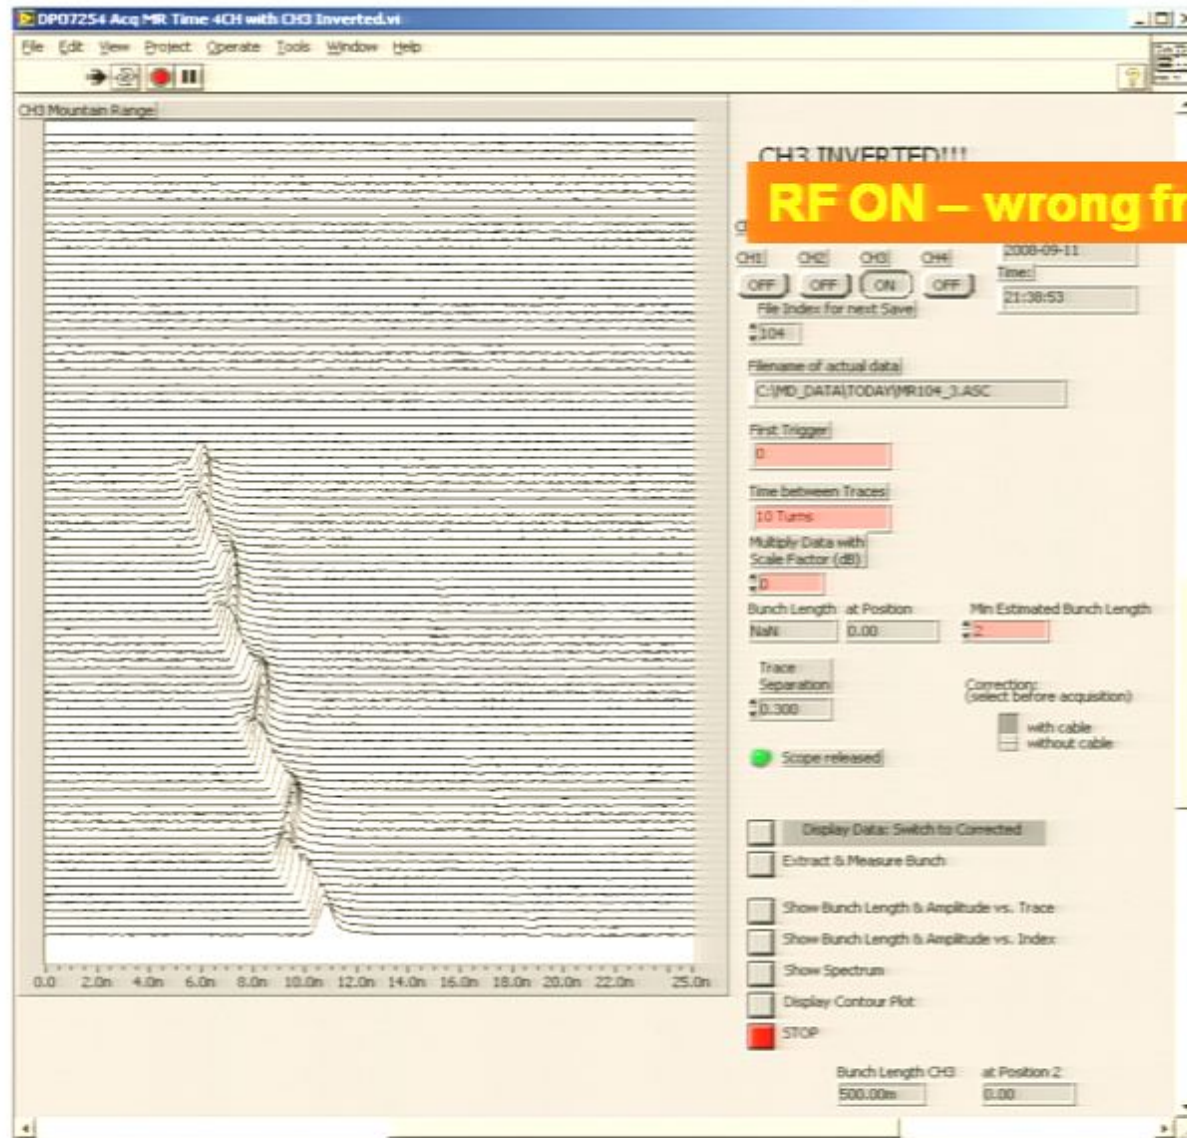 DPO7254 Acq MR Time 4CH with CH3 Inverted.vi
File Edit View Project Operate Tools Window Help
CH3 Mountain Range
CH3 INVERTED!!!
RF ON – wrong
CH1 CH2 CH3 CH4
2008-09-11
OFF OFF ON OFF
Time:
21:38:53
File Index for next Save
104
Filename of actual data
C:\MD_DATA\TODAY\MR104_3.ASC
First Trigger
0
Time between Traces
10 Turns
Multiply Data with
Scale Factor (dB)
0
Bunch Length at Position Min Estimated Bunch Length
NaN 0.00 2
Trace
Separation
0.300
Correction:
(select before acquisition)
with cable
without cable
Scope released
Display Data: Switch to Corrected
Extract & Measure Bunch
Show Bunch Length & Amplitude vs. Trace
Show Bunch Length & Amplitude vs. Index
Show Spectrum
Display Contour Plot
STOP
0.0 2.0n 4.0n 6.0n 8.0n 10.0n 12.0n 14.0n 16.0n 18.0n 20.0n 22.0n 25.0n
Bunch Length CH3 at Position 2
500.00m 0.00